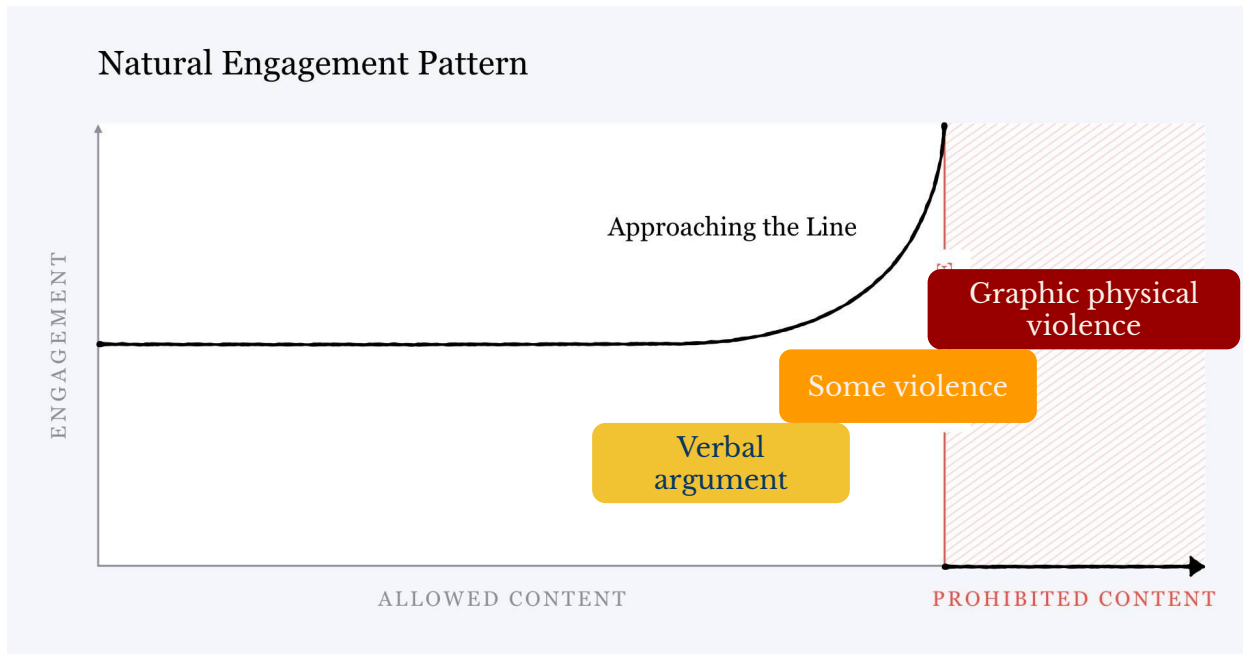 Natural Engagement Pattern
ENGAGEMENT
Approaching the Line
Graphic physical
violence
Some violence
Verbal
argument
ALLOWED CONTENT
PROHIBITED CONTENT